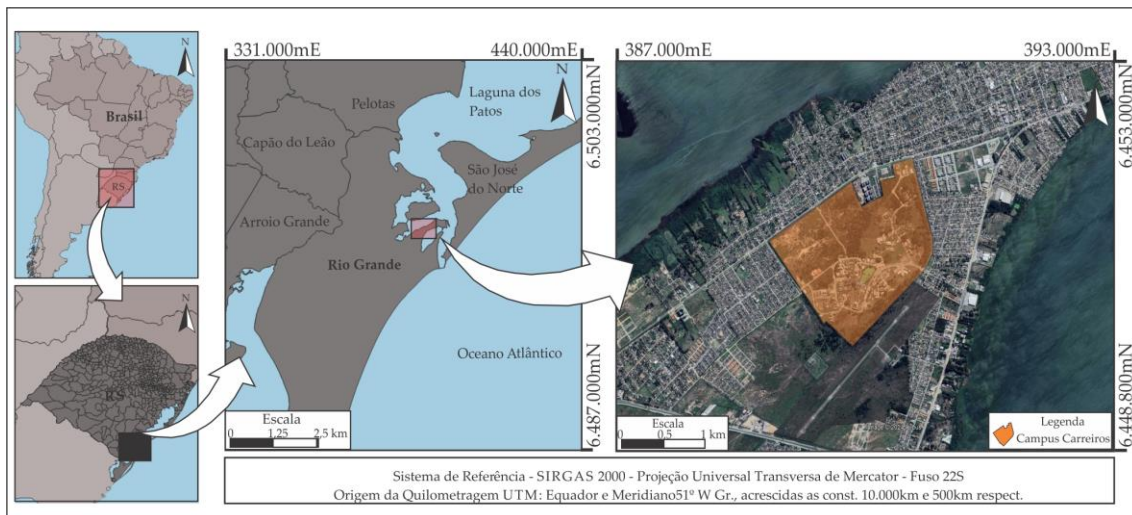 N
Brasil
RS
N
RS
331.000mE
440.000mE
N
Pelotas
Laguna dos
Patos
Capão do Leão
São José
do Norte
Arroio Grande
Rio Grande
Oceano Atlântico
Escala
0 1.25 2.5 km
6.503.000mN
6.487.000mN
387.000mE
393.000mE
N
6.453.000mN
6.448.800mN
Escala
0 0.5 1 km
Legenda
Campus Carreiros
Sistema de Referência - SIRGAS 2000 - Projeção Universal Transversa de Mercator - Fuso 22S
Origem da Quilometragem UTM: Equador e Meridiano51º W Gr., acrescidas as const. 10.000km e 500km respect.